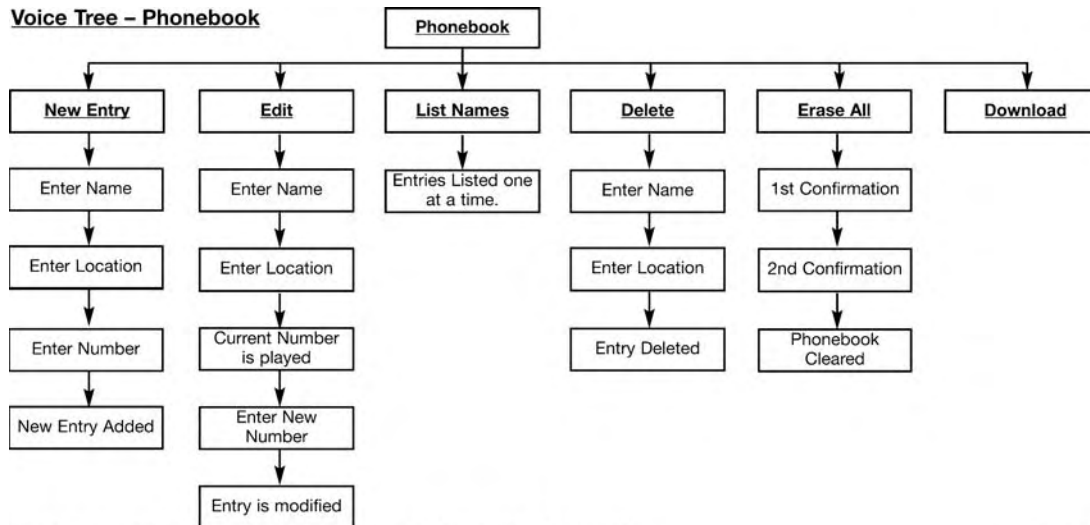 Voice Tree – Phonebook
Phonebook
New Entry
Edit
List Names
Delete
Erase All
Download
Enter Name
Enter Name
Entries Listed one
at a time.
Enter Name
1st Confirmation
Enter Location
Enter Location
Enter Location
2nd Confirmation
Enter Number
Current Number
is played
Entry Deleted
Phonebook
Cleared
New Entry Added
Enter New
Number
Entry is modified